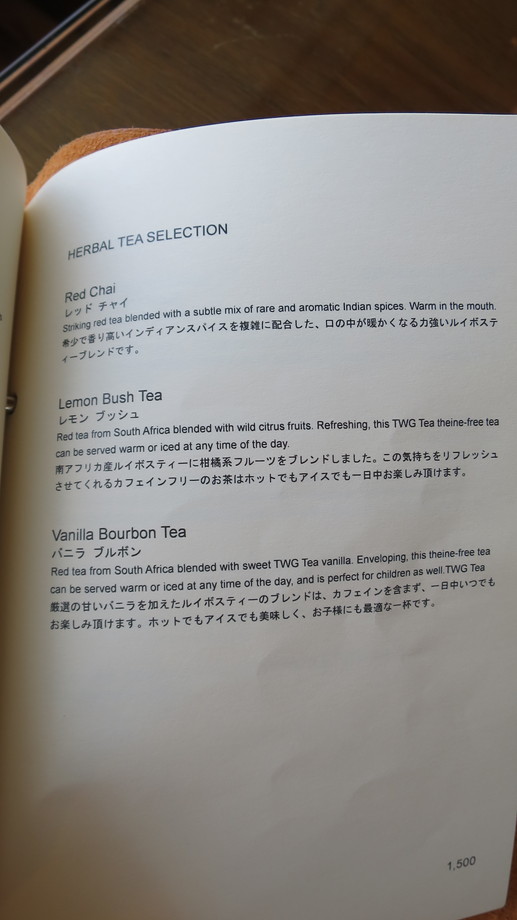 HERBAL TEA SELECTION
Red Chai
レッド チャイ
Striking red tea blended with a subtle mix of rare and aromatic Indian spices. Warm in the mouth.
希少で香り高いインディアンスパイスを複雑に配合した、口の中が暖かくなる力強いルイボステ
ィーブレンドです。
Lemon Bush Tea
レモン ブッシュ
Red tea from South Africa blended with wild citrus fruits. Refreshing, this TWG Tea theine-free tea
can be served warm or iced at any time of the day.
南アフリカ産ルイボスティーに柑橘系フルーツをブレンドしました。この気持ちをリフレッシュ
させてくれるカフェインフリーのお茶はホットでもアイスでも一日中お楽しみ頂けます。
Vanilla Bourbon Tea
バニラ ブルボン
Red tea from South Africa blended with sweet TWG Tea vanilla. Enveloping, this theine-free tea
can be served warm or iced at any time of the day, and is perfect for children as well.TWG Tea
厳選の甘いバニラを加えたルイボスティーのブレンドは、カフェインを含まず、一日中いつでも
お楽しみ頂けます。ホットでもアイスでも美味しく、お子様にも最適な一杯です。
1,500